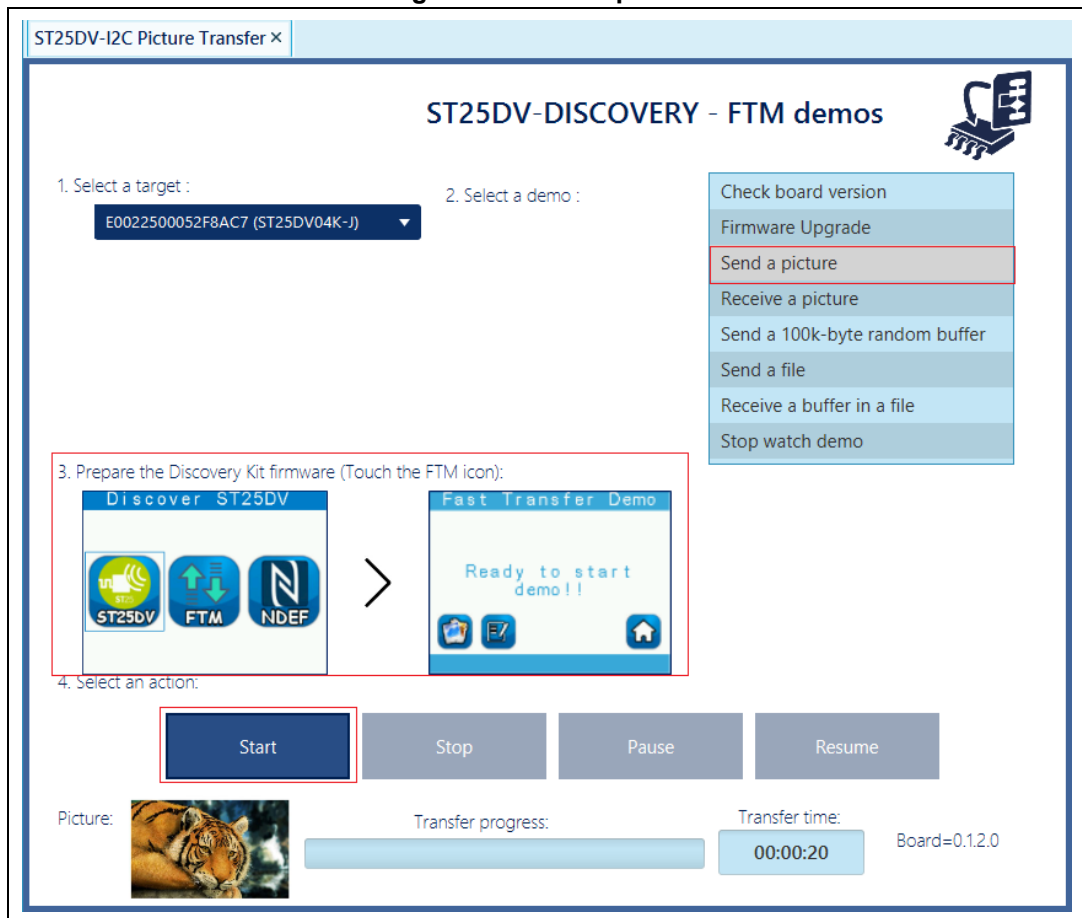 ST25DV-I2C Picture Transfer ×
ST25DV-DISCOVERY - FTM demos
1. Select a target :
E0022500052F8AC7 (ST25DV04K-J)
2. Select a demo :
Check board version
Firmware Upgrade
Send a picture
Receive a picture
Send a 100k-byte random buffer
Send a file
Receive a buffer in a file
Stop watch demo
3. Prepare the Discovery Kit firmware (Touch the FTM icon):
Discover ST25DV
ST25
ST25DV
FTM
NDEF
Fast Transfer Demo
Ready to start
demo!!
4. Select an action:
Start
Stop
Pause
Resume
Picture:
Transfer progress:
Transfer time:
00:00:20
Board=0.1.2.0